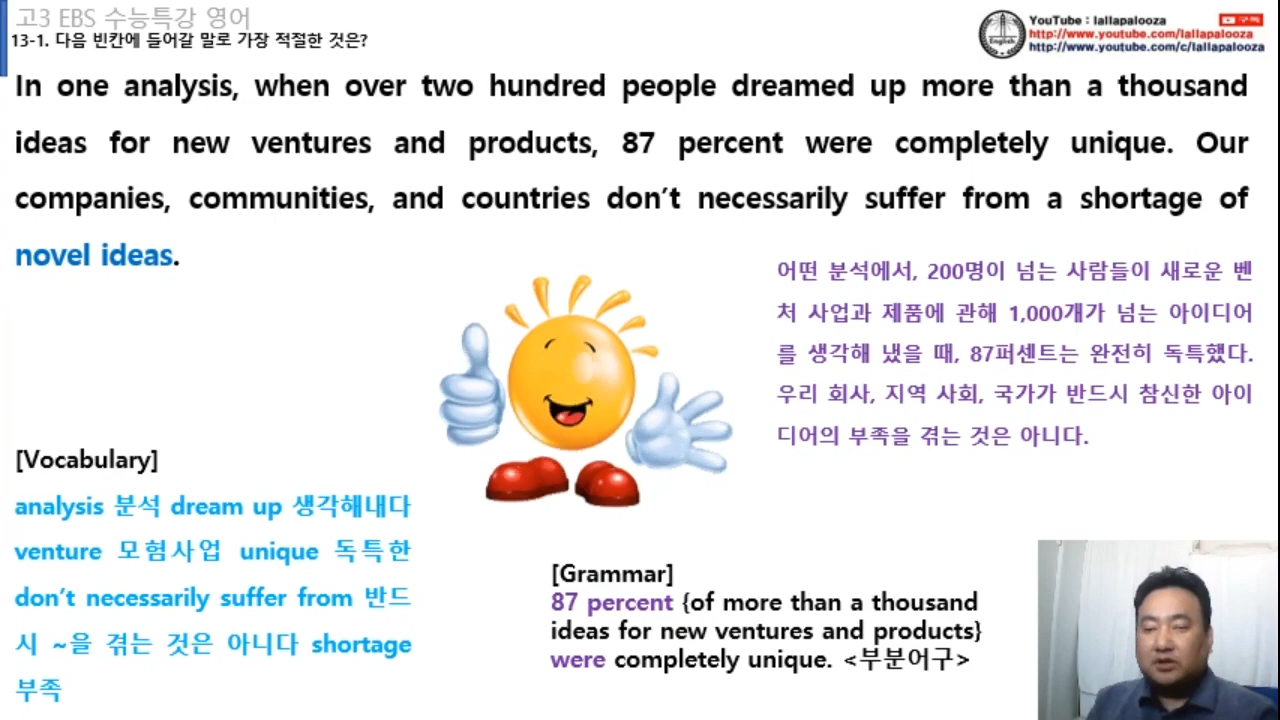 고3 EBS 수능특강 영어
13-1. 다음 빈칸에 들어갈 말로 가장 적절한 것은?
YouTube : lallapalooza
구독
http://www.youtube.com/lallapalooza
http://www.youtube.com/c/lallapalooza
English
In one analysis, when over two hundred people dreamed up more than a thousand
ideas for new ventures and products, 87 percent were completely unique. Our
companies, communities, and countries don’t necessarily suffer from a shortage of
novel ideas.
어떤 분석에서, 200명이 넘는 사람들이 새로운 벤
처 사업과 제품에 관해 1,000개가 넘는 아이디어
를 생각해 냈을 때, 87퍼센트는 완전히 독특했다.
우리 회사, 지역 사회, 국가가 반드시 참신한 아이
디어의 부족을 겪는 것은 아니다.
[Vocabulary]
analysis 분석 dream up 생각해내다
venture 모험사업 unique 독특한
don’t necessarily suffer from 반드
시 ~을 겪는 것은 아니다 shortage
부족
[Grammar]
87 percent {of more than a thousand
ideas for new ventures and products}
were completely unique. <부분어구>